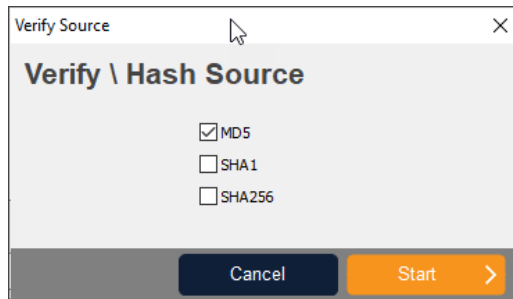 Verify Source
Verify \ Hash Source
MD5
SHA1
SHA256
Cancel
Start